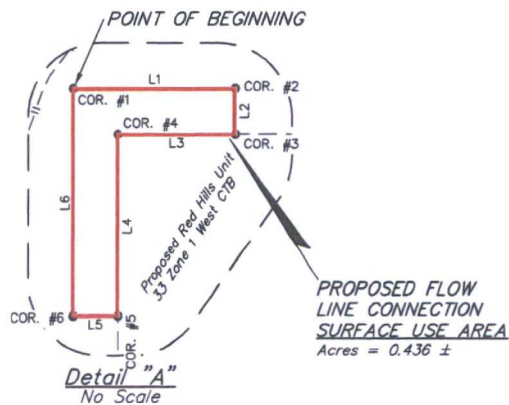 POINT OF BEGINNING
L1
COR. #1
COR. #2
L2
COR. #4
L3
COR. #3
L6
L4
Proposed Red Hills Unit
33 Zone 1 West CTB
COR. #6
L5
COR. #5
PROPOSED FLOW
LINE CONNECTION
SURFACE USE AREA
Acres = 0.436 ±
Detail "A"
No Scale